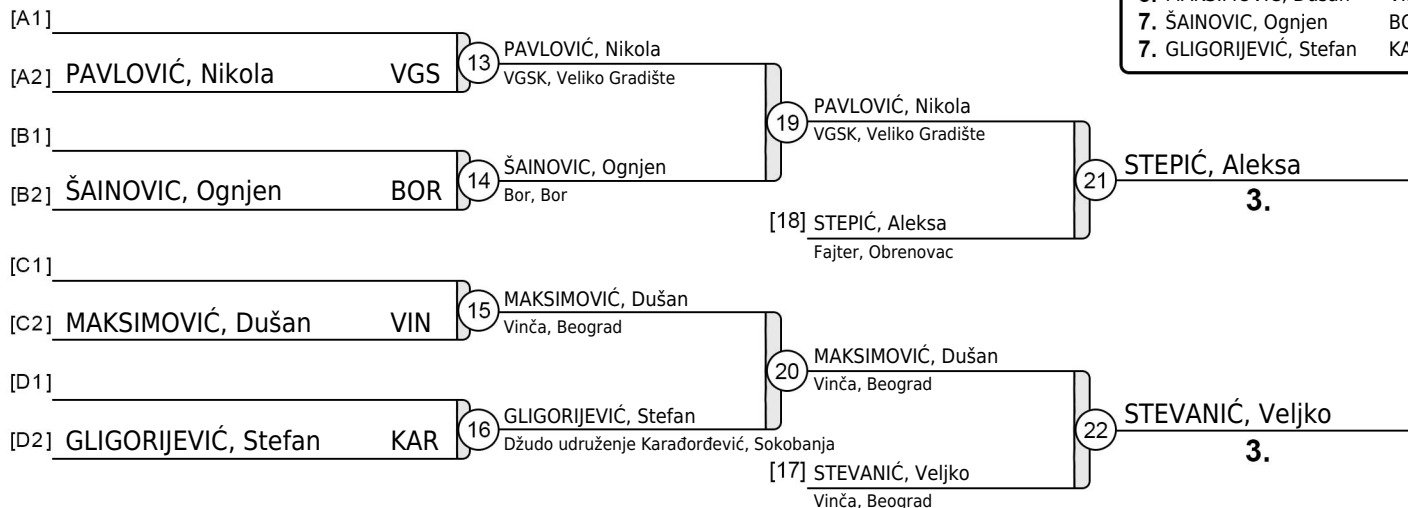 5. MAKSIMOVIĆ, Dušan
7. ŠAINOVIC, Ognjen
7. GLIGORIJEVIĆ, Stefan
[A1]
[A2] PAVLOVIĆ, Nikola VGS
13
PAVLOVIĆ, Nikola
VGSK, Veliko Gradište
[B1]
[B2] ŠAINOVIC, Ognjen BOR
14
ŠAINOVIC, Ognjen
Bor, Bor
19
PAVLOVIĆ, Nikola
VGSK, Veliko Gradište
[18] STEPIĆ, Aleksa
Fajter, Obrenovac
21
STEPIĆ, Aleksa
3.
[C1]
[C2] MAKSIMOVIĆ, Dušan VIN
15
MAKSIMOVIĆ, Dušan
Vinča, Beograd
[D1]
[D2] GLIGORIJEVIĆ, Stefan KAR
16
GLIGORIJEVIĆ, Stefan
Džudo udruženje Karađorđević, Sokobanja
20
MAKSIMOVIĆ, Dušan
Vinča, Beograd
[17] STEVANIĆ, Veljko
Vinča, Beograd
22
STEVANIĆ, Veljko
3.